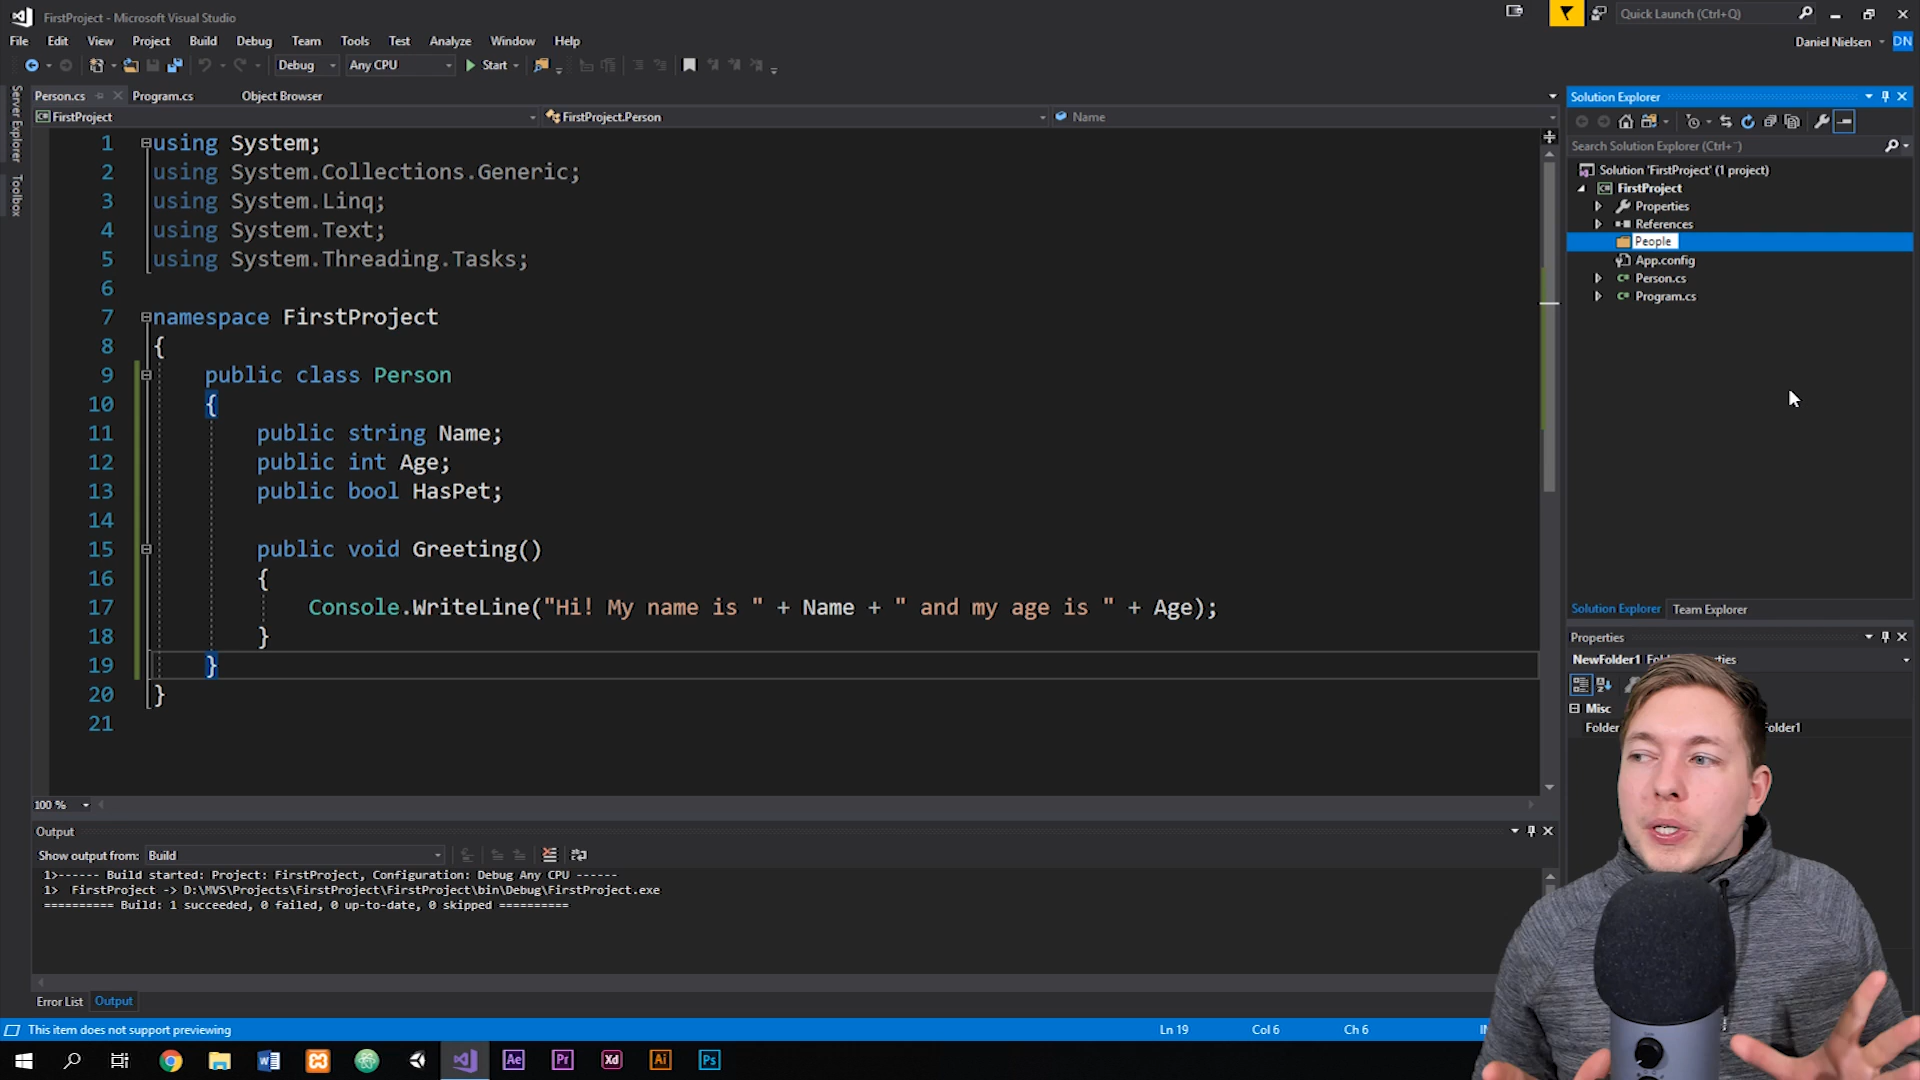 FirstProject - Microsoft Visual Studio
Quick Launch (Ctrl+Q)
File Edit View Project Build Debug Team Tools Test Analyze Window Help
Daniel Nielsen DN
Debug Any CPU Start
Server Explorer
Toolbox
Person.cs Program.cs Object Browser
FirstProject FirstProject.Person Name
1 using System;
2 using System.Collections.Generic;
3 using System.Linq;
4 using System.Text;
5 using System.Threading.Tasks;
6
7 namespace FirstProject
8 {
9 public class Person
10 {
11 public string Name;
12 public int Age;
13 public bool HasPet;
14
15 public void Greeting()
16 {
17 Console.WriteLine("Hi! My name is " + Name + " and my age is " + Age);
18 }
19 }
20 }
21
100 %
Output
Show output from: Build
1>------ Build started: Project: FirstProject, Configuration: Debug Any CPU ------
1> FirstProject -> D:\MVS\Projects\FirstProject\FirstProject\bin\Debug\FirstProject.exe
========== Build: 1 succeeded, 0 failed, 0 up-to-date, 0 skipped ==========
Error List Output
This item does not support previewing Ln 19 Col 6 Ch 6
Solution Explorer
Search Solution Explorer (Ctrl+¨)
Solution 'FirstProject' (1 project)
FirstProject
Properties
References
People
App.config
Person.cs
Program.cs
Solution Explorer Team Explorer
Properties
NewFolder1
Misc
Folder
Ae Pr Xd Ai Ps